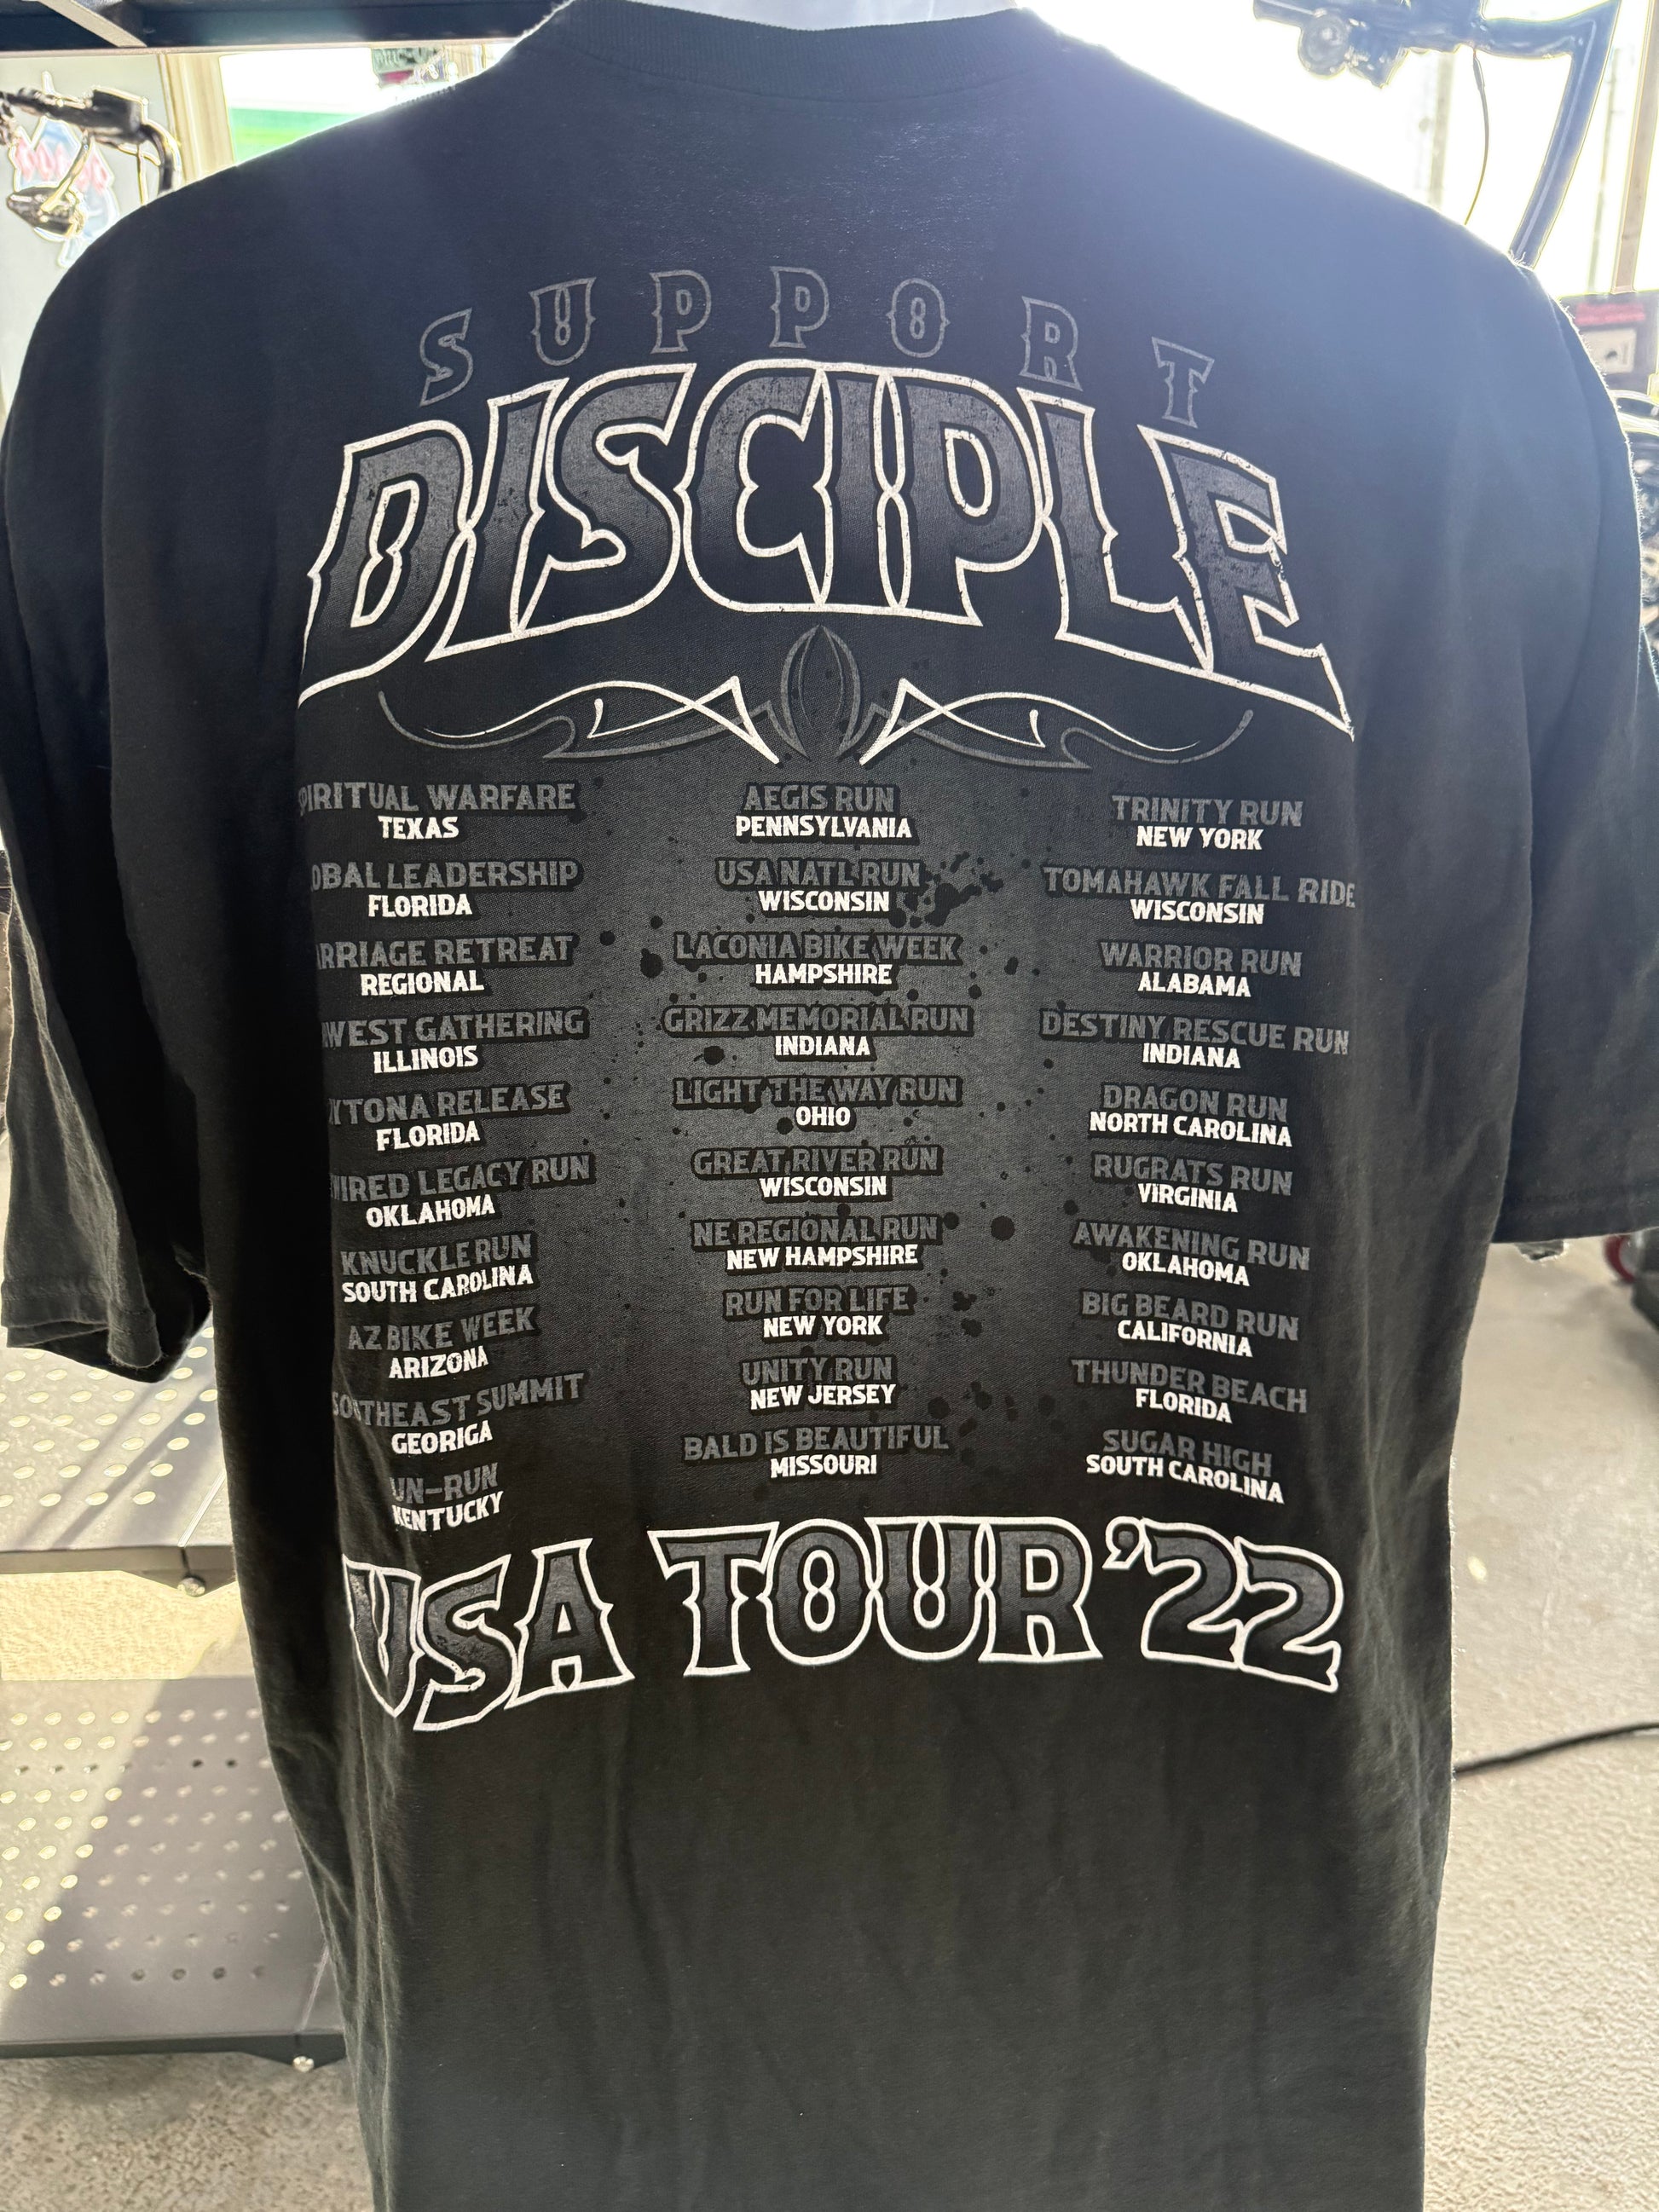 SUPPORT
DISCIPLE
PIRITUAL WARFARE
TEXAS
OBAL LEADERSHIP
FLORIDA
RRIAGE RETREAT
REGIONAL
WEST GATHERING
ILLINOIS
YTONA RELEASE
FLORIDA
WIRED LEGACY RUN
OKLAHOMA
KNUCKLE RUN
SOUTH CAROLINA
AZ BIKE WEEK
ARIZONA
SOUTHEAST SUMMIT
GEORIGA
UN-RUN
KENTUCKY
AEGIS RUN
PENNSYLVANIA
USA NATL RUN
WISCONSIN
LACONIA BIKE WEEK
HAMPSHIRE
GRIZZ MEMORIAL RUN
INDIANA
LIGHT THE WAY RUN
OHIO
GREAT RIVER RUN
WISCONSIN
NE REGIONAL RUN
NEW HAMPSHIRE
RUN FOR LIFE
NEW YORK
UNITY RUN
NEW JERSEY
BALD IS BEAUTIFUL
MISSOURI
TRINITY RUN
NEW YORK
TOMAHAWK FALL RIDE
WISCONSIN
WARRIOR RUN
ALABAMA
DESTINY RESCUE RUN
INDIANA
DRAGON RUN
NORTH CAROLINA
RUGRATS RUN
VIRGINIA
AWAKENING RUN
OKLAHOMA
BIG BEARD RUN
CALIFORNIA
THUNDER BEACH
FLORIDA
SUGAR HIGH
SOUTH CAROLINA
USA TOUR '22